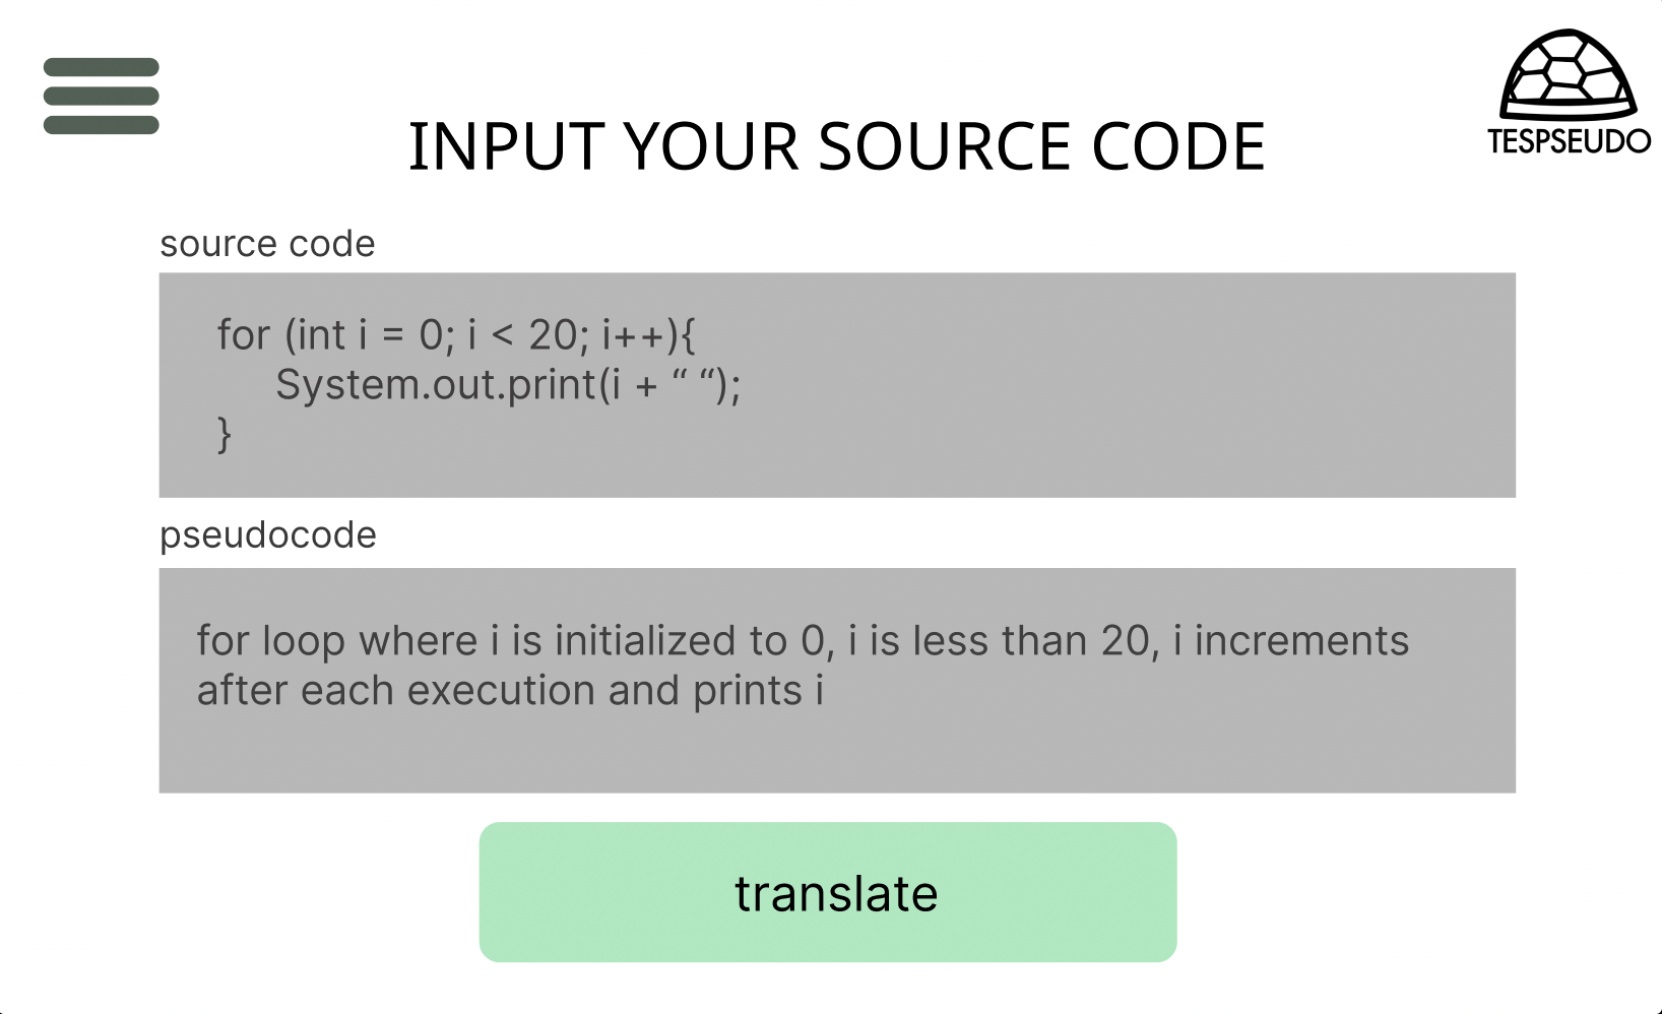 TESPSEUDO
INPUT YOUR SOURCE CODE
source code
for (int i = 0; i < 20; i++){
System.out.print(i + “ “);
}
pseudocode
for loop where i is initialized to 0, i is less than 20, i increments
after each execution and prints i
translate